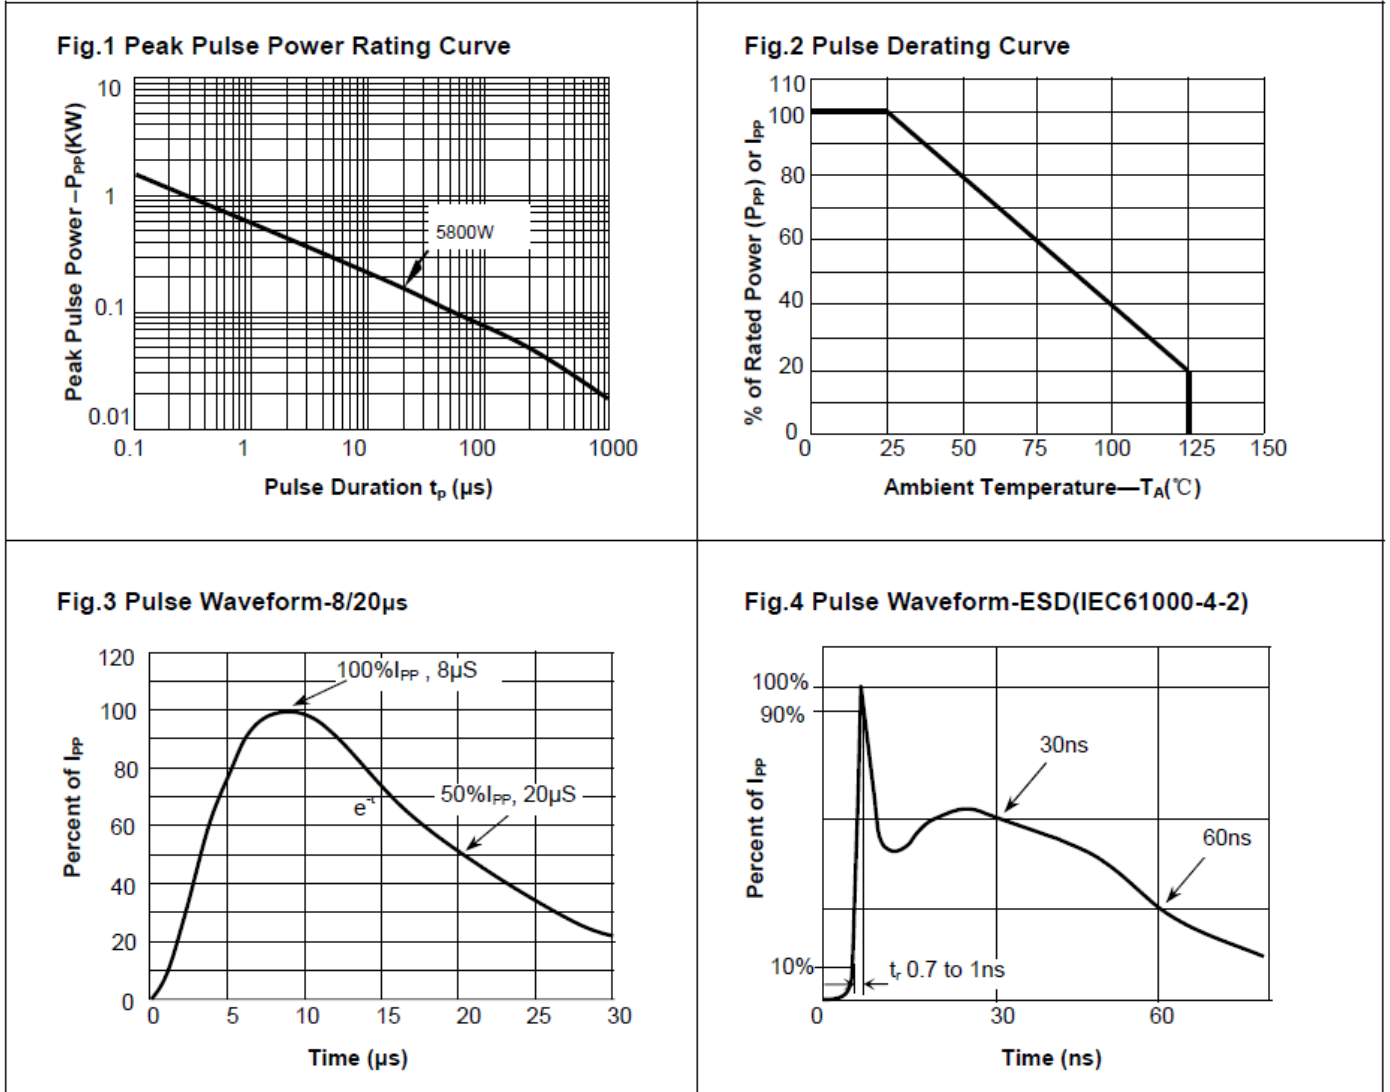 Fig.1 Peak Pulse Power Rating Curve
Peak Pulse Power –PPP(KW)
10
1
0.1
0.01
5800W
0.1 1 10 100 1000
Pulse Duration tp (µs)
Fig.2 Pulse Derating Curve
% of Rated Power (PPP) or IPP
110
100
80
60
40
20
0
0 25 50 75 100 125 150
Ambient Temperature—TA(℃)
Fig.3 Pulse Waveform-8/20µs
Percent of IPP
120
100
80
60
40
20
0
100%IPP , 8µS
e-t
50%IPP, 20µS
0 5 10 15 20 25 30
Time (µs)
Fig.4 Pulse Waveform-ESD(IEC61000-4-2)
Percent of IPP
100%
90%
10%
30ns
60ns
tr 0.7 to 1ns
0 30 60
Time (ns)